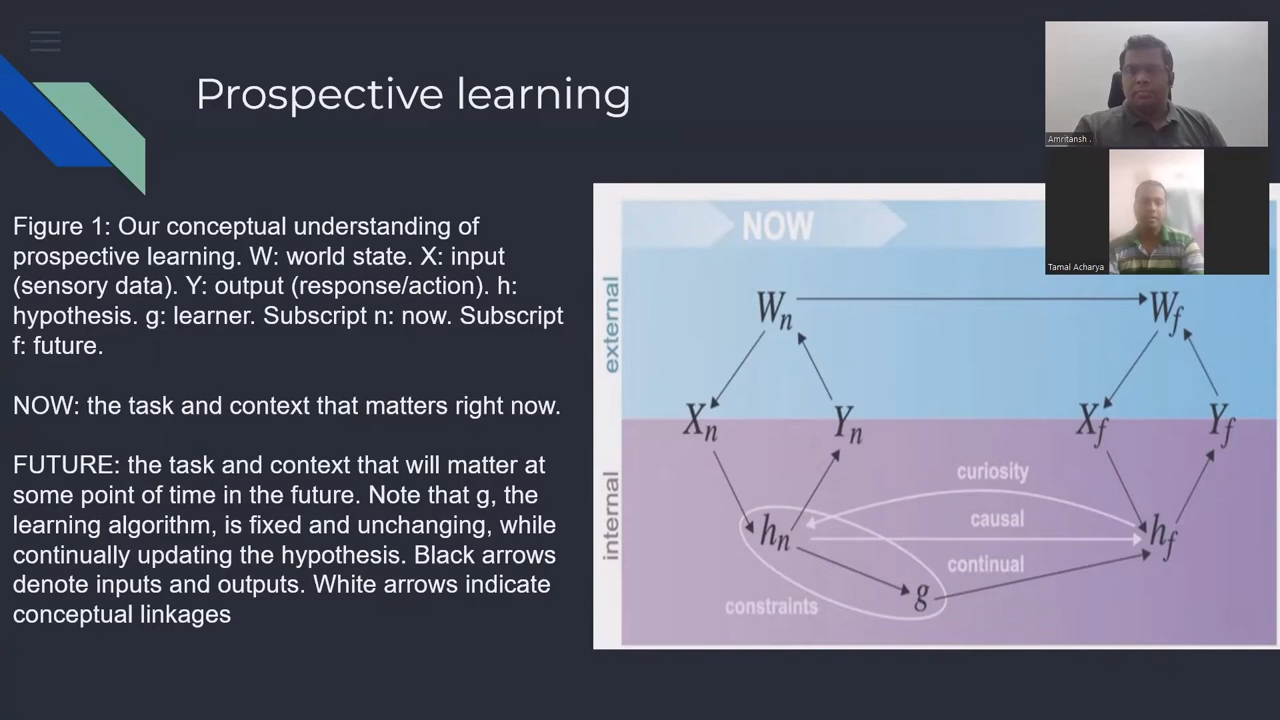 Prospective learning
Figure 1: Our conceptual understanding of
prospective learning. W: world state. X: input
(sensory data). Y: output (response/action). h:
hypothesis. g: learner. Subscript n: now. Subscript
f: future.
NOW: the task and context that matters right now.
FUTURE: the task and context that will matter at
some point of time in the future. Note that g, the
learning algorithm, is fixed and unchanging, while
continually updating the hypothesis. Black arrows
denote inputs and outputs. White arrows indicate
conceptual linkages
Amritansh .
Tamal Acharya
NOW
external
Wn
Wf
Xn
Yn
Xf
Yf
internal
curiosity
causal
continual
hn
hf
g
constraints